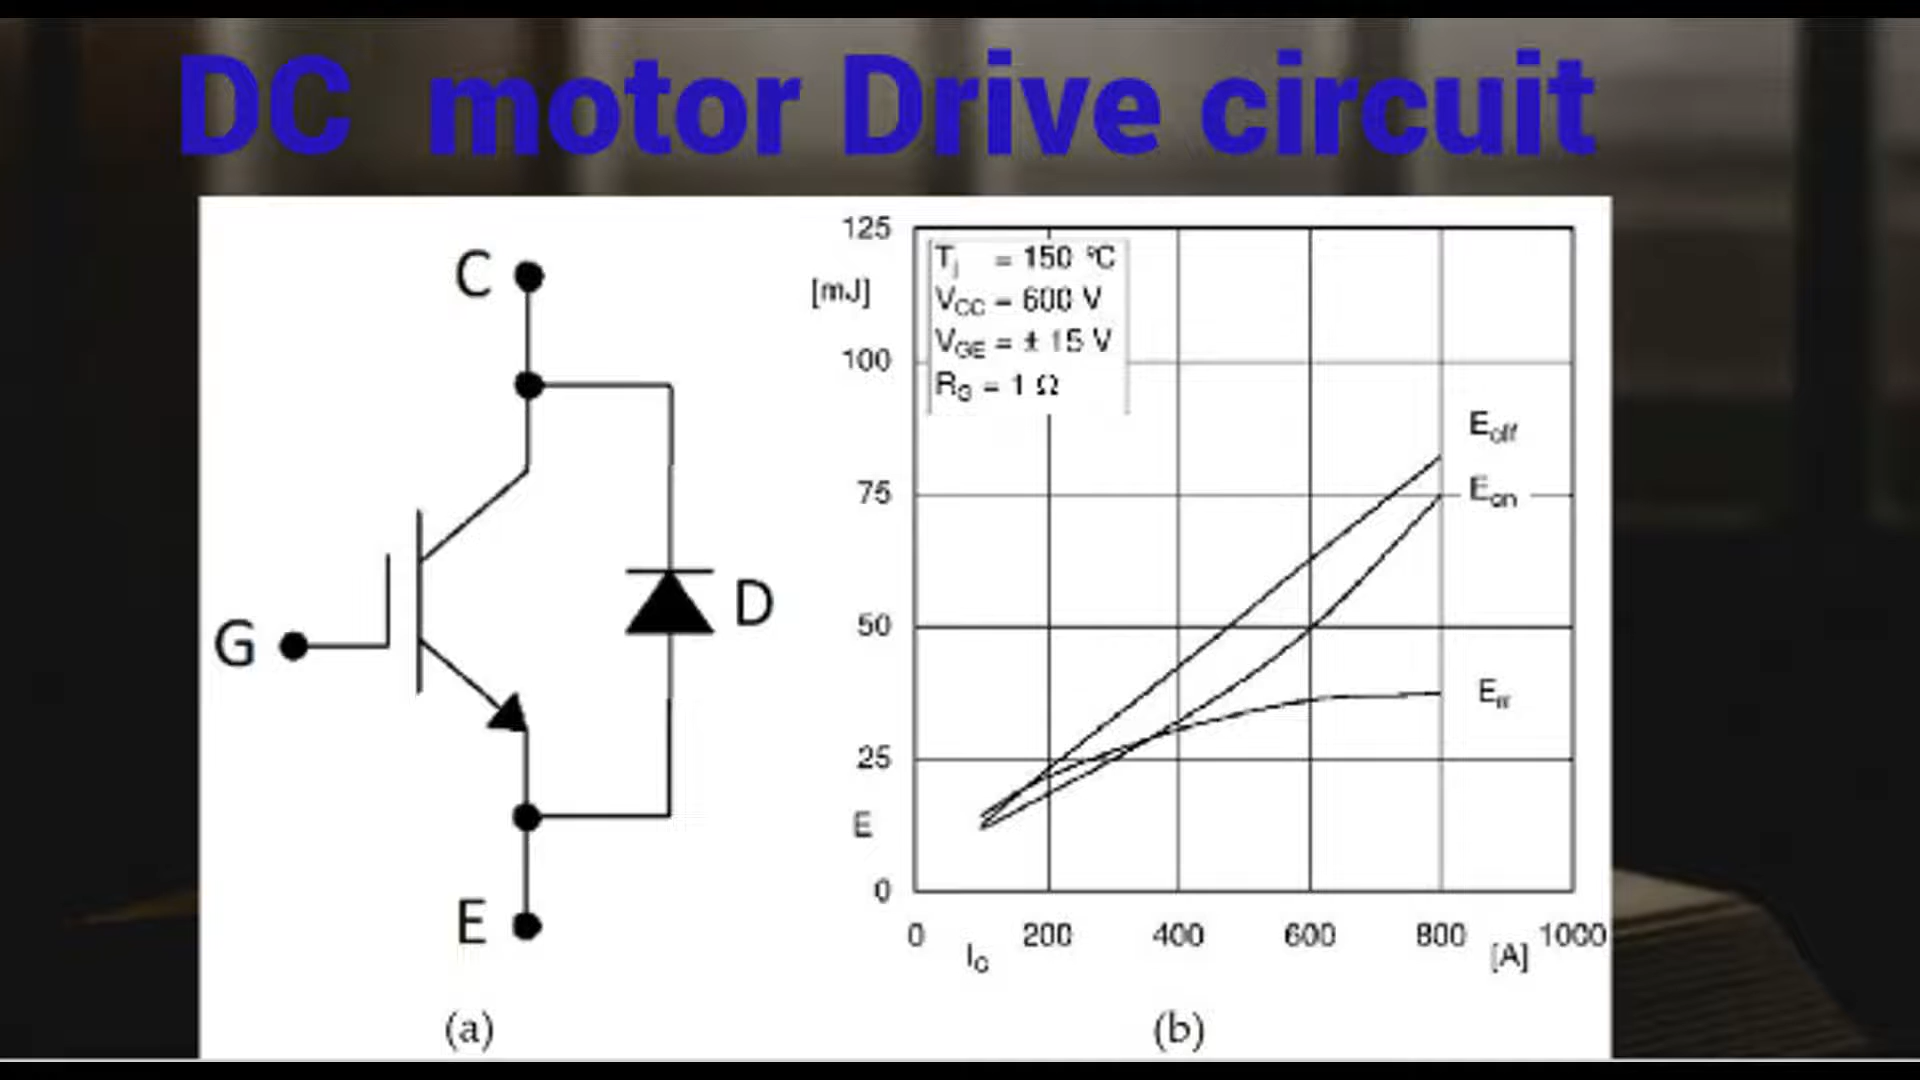 DC motor Drive circuit
C
G
D
E
(a)
125
[mJ]
100
75
50
25
E
0
Tj = 150 ºC
VCC = 600 V
VGE = ± 15 V
RG = 1 Ω
Eoff
Eon
Err
0 200 400 600 800 1000
IC [A]
(b)